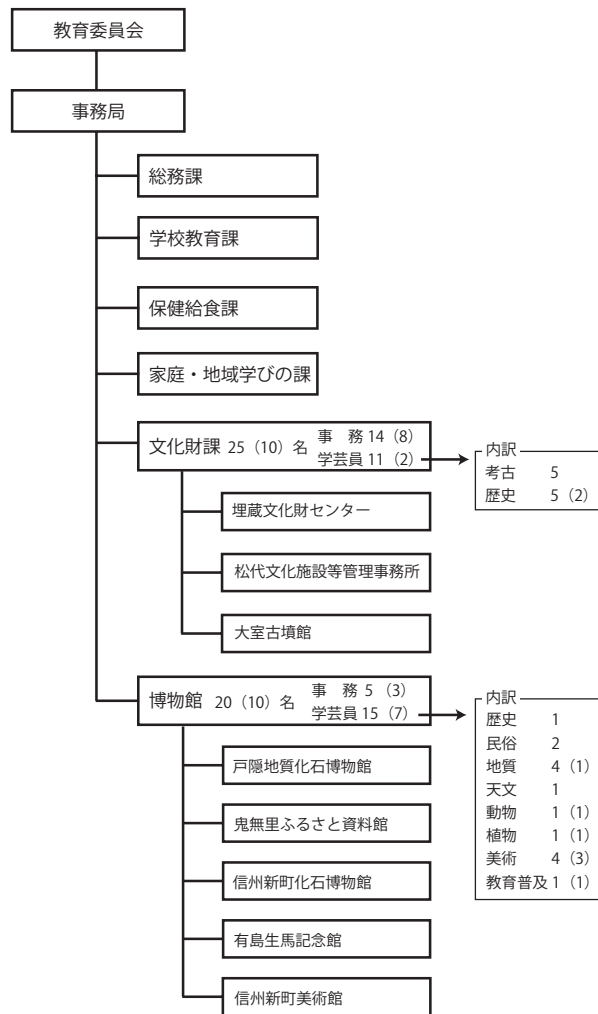 教育委員会
事務局
総務課
学校教育課
保健給食課
家庭・地域学びの課
文化財課 25（10）名
事　務 14（8）
学芸員 11（2）
内訳
考古 5
歴史 5（2）
埋蔵文化財センター
松代文化施設等管理事務所
大室古墳館
博物館 20（10）名
事　務 5（3）
学芸員 15（7）
内訳
歴史 1
民俗 2
地質 4（1）
天文 1
動物 1（1）
植物 1（1）
美術 4（3）
教育普及 1（1）
戸隠地質化石博物館
鬼無里ふるさと資料館
信州新町化石博物館
有島生馬記念館
信州新町美術館